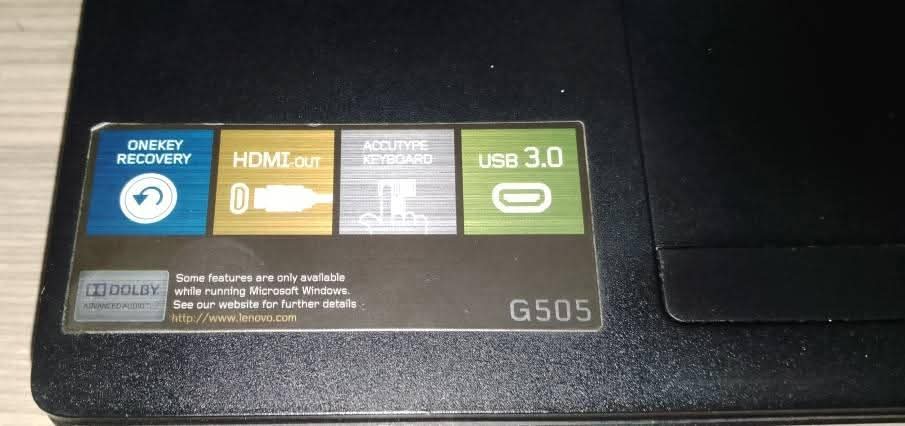 ONEKEY
RECOVERY
HDMI-OUT
ACCUTYPE
KEYBOARD
USB 3.0
DOLBY
ADVANCED AUDIO™
Some features are only available
while running Microsoft Windows.
See our website for further details
http://www.lenovo.com
G505